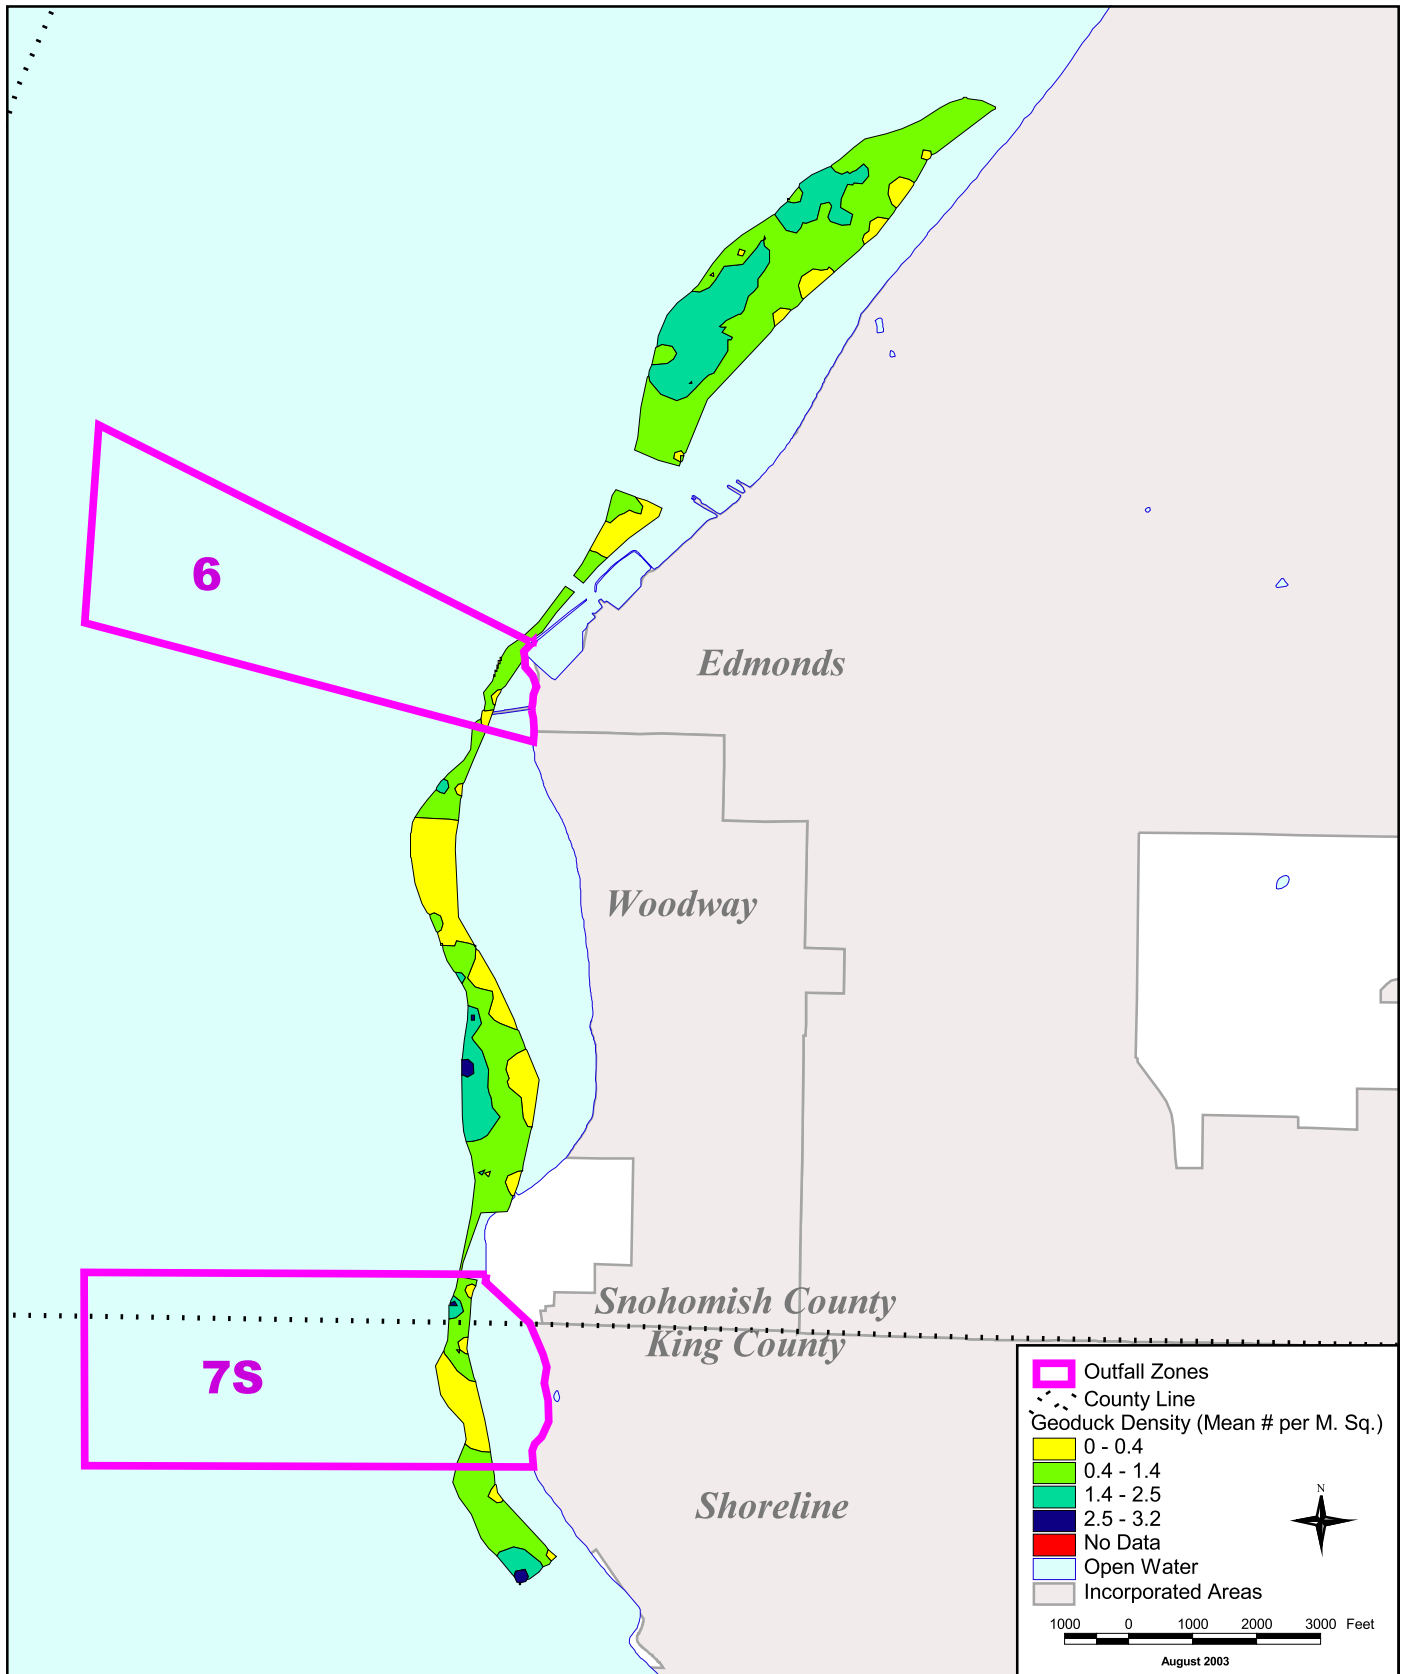 6
Edmonds
Woodway
Snohomish County
King County
7S
Shoreline
Outfall Zones
County Line
Geoduck Density (Mean # per M. Sq.)
0 - 0.4
0.4 - 1.4
1.4 - 2.5
2.5 - 3.2
No Data
Open Water
Incorporated Areas
N
1000 0 1000 2000 3000 Feet
August 2003